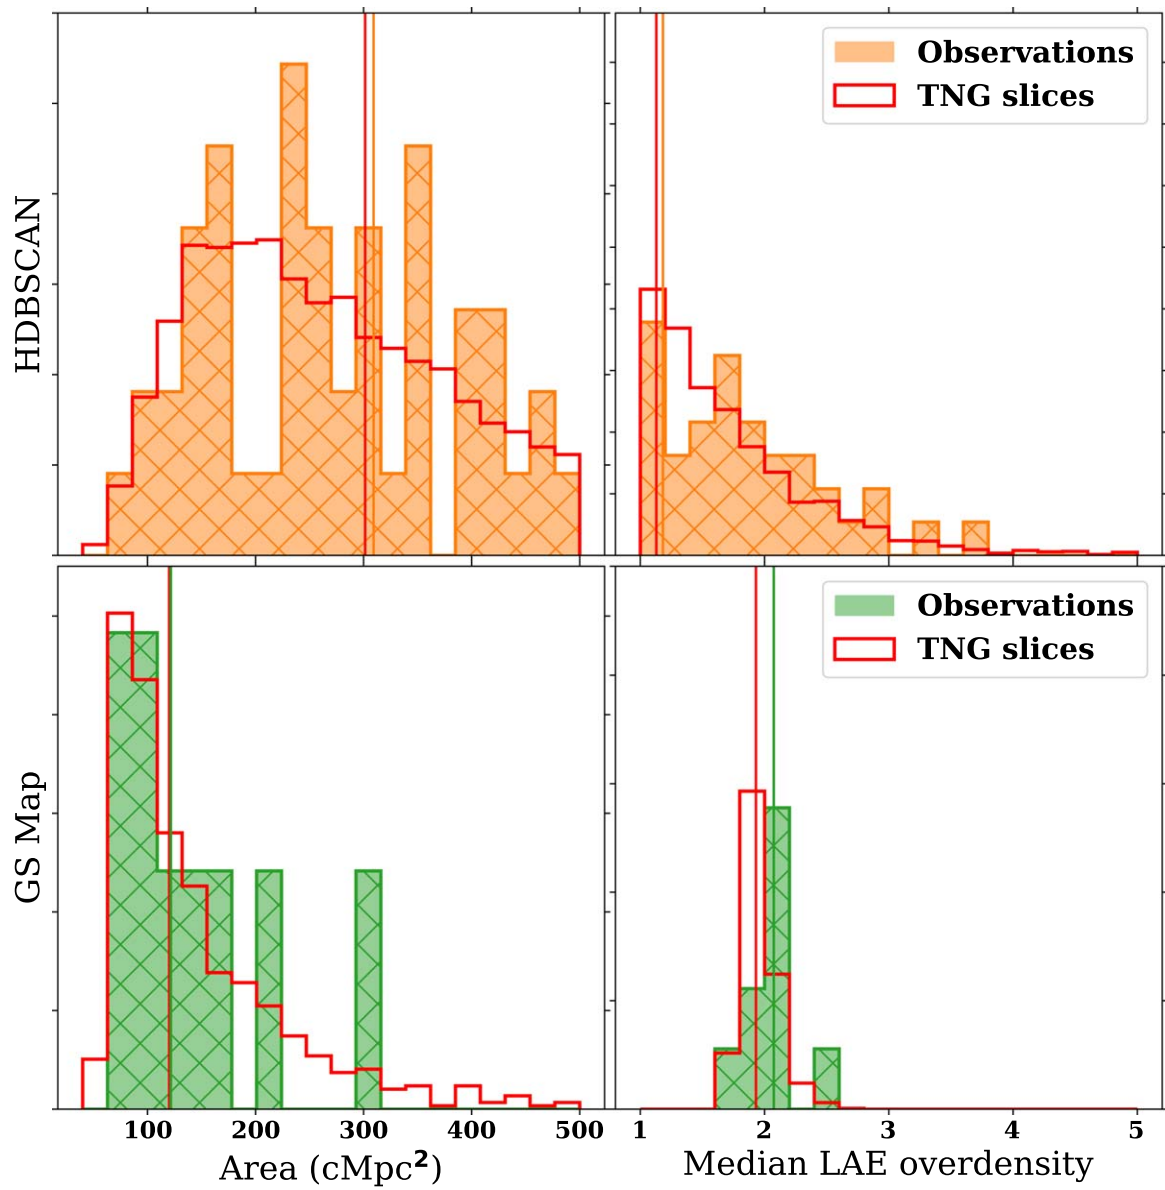 HDBSCAN
Observations
TNG slices
GS Map
Observations
TNG slices
100 200 300 400 500
1 2 3 4 5
Area (cMpc²)
Median LAE overdensity